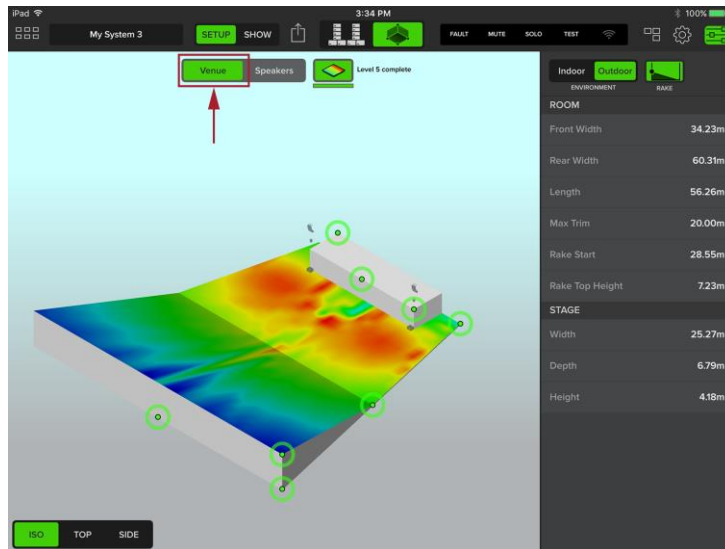 iPad 3:34 PM 100%
My System 3 SETUP SHOW FAULT MUTE SOLO TEST
Venue Speakers Level 5 complete
Indoor Outdoor
ENVIRONMENT RAKE
ROOM
Front Width 34.23m
Rear Width 60.31m
Length 56.26m
Max Trim 20.00m
Rake Start 28.55m
Rake Top Height 7.23m
STAGE
Width 25.27m
Depth 6.79m
Height 4.18m
ISO TOP SIDE